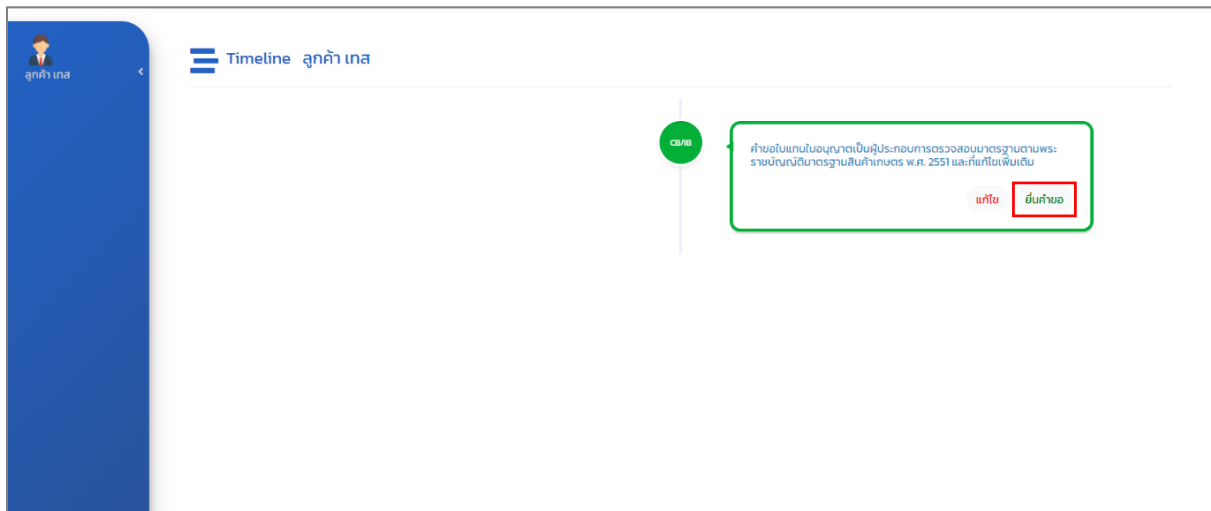 ลูกค้า เทส
Timeline ลูกค้า เทส
CB/IB
คำขอใบแทนใบอนุญาตเป็นผู้ประกอบการตรวจสอบมาตรฐานตามพระ
ราชบัญญัติมาตรฐานสินค้าเกษตร พ.ศ. 2551 และที่แก้ไขเพิ่มเติม
แก้ไข ยื่นคำขอ